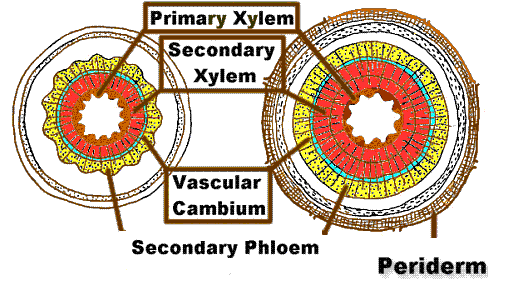 Primary Xylem
Secondary
Xylem
Vascular
Cambium
Secondary Phloem
Periderm